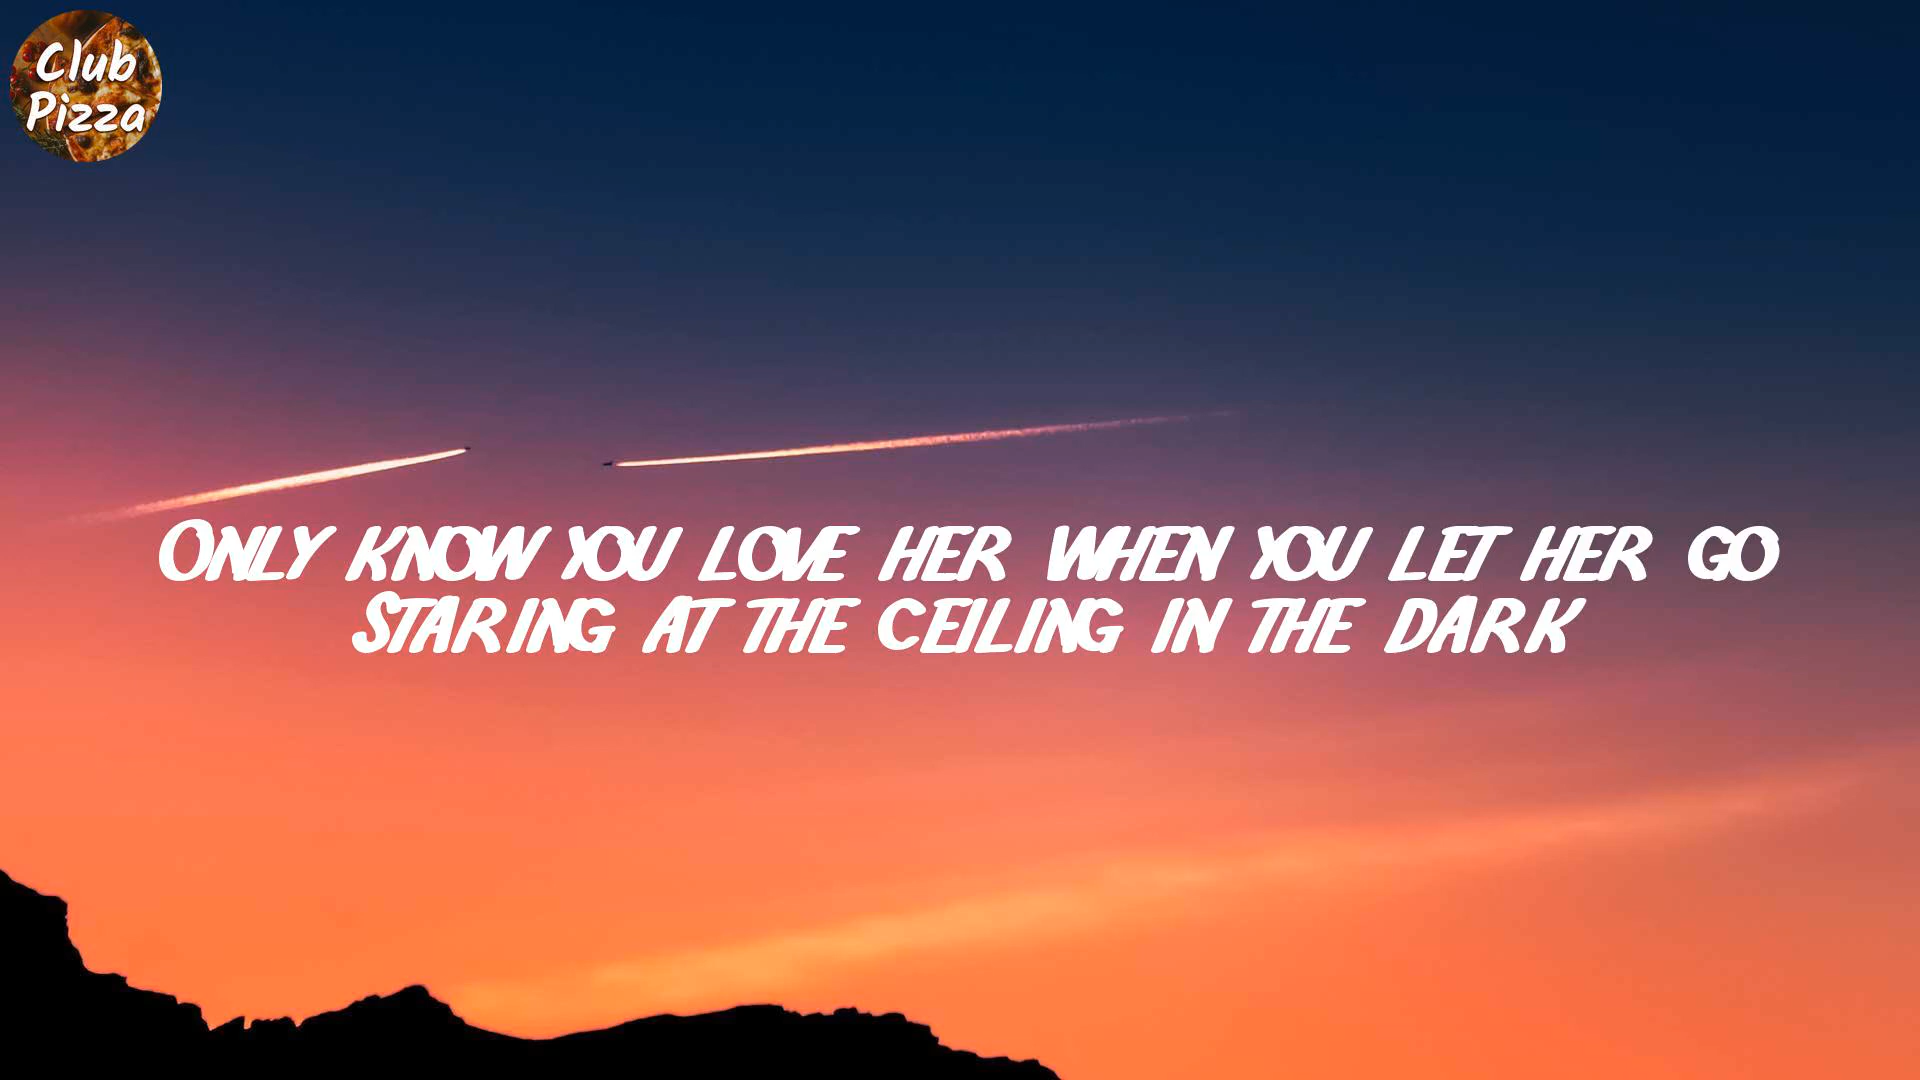 Club
Pizza
ONLY KNOW YOU LOVE HER WHEN YOU LET HER GO
STARING AT THE CEILING IN THE DARK